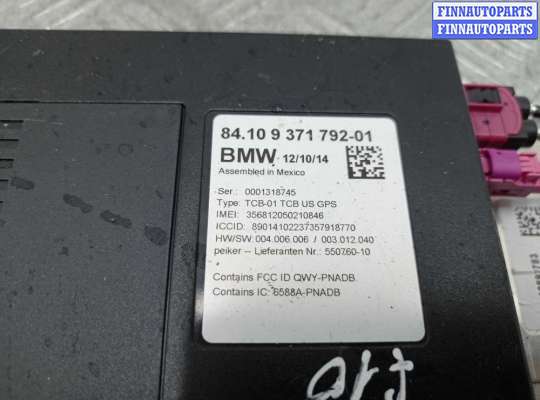 FINNAUTOPARTS
FINNAUTOPARTS
84.10 9 371 792-01
BMW 12/10/14
Assembled in Mexico
Ser.: 0001318745
Type: TCB-01 TCB US GPS
IMEI: 356812050210846
ICCID: 89014102237357918770
HW/SW: 004.006.006 / 003.012.040
peiker – Lieferanten Nr.: 550760-10
Contains FCC ID QWY-PNADB
Contains IC: 6588A-PNADB